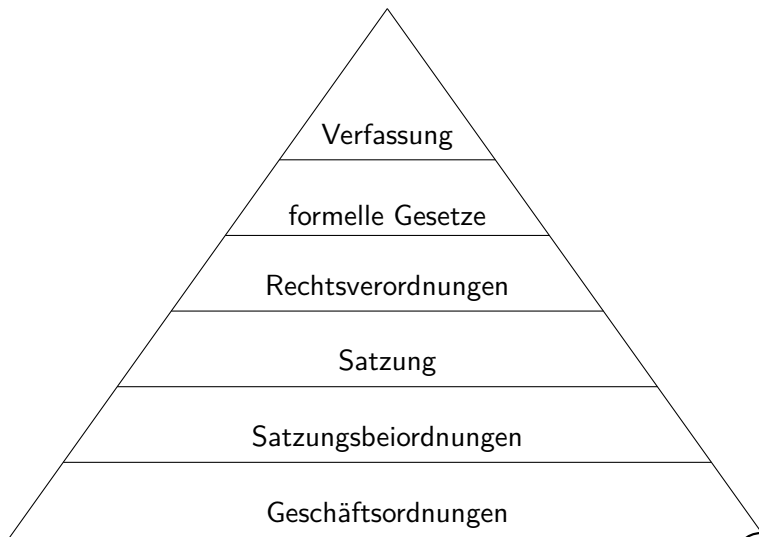 Verfassung
formelle Gesetze
Rechtsverordnungen
Satzung
Satzungsbeiordnungen
Geschäftsordnungen